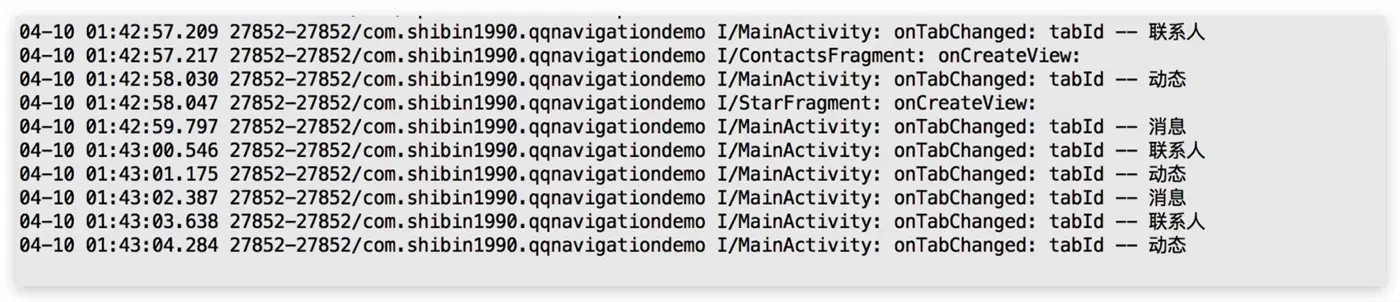 04-10 01:42:57.209 27852-27852/com.shibin1990.qqnavigationdemo I/MainActivity: onTabChanged: tabId -- 联系人
04-10 01:42:57.217 27852-27852/com.shibin1990.qqnavigationdemo I/ContactsFragment: onCreateView:
04-10 01:42:58.030 27852-27852/com.shibin1990.qqnavigationdemo I/MainActivity: onTabChanged: tabId -- 动态
04-10 01:42:58.047 27852-27852/com.shibin1990.qqnavigationdemo I/StarFragment: onCreateView:
04-10 01:42:59.797 27852-27852/com.shibin1990.qqnavigationdemo I/MainActivity: onTabChanged: tabId -- 消息
04-10 01:43:00.546 27852-27852/com.shibin1990.qqnavigationdemo I/MainActivity: onTabChanged: tabId -- 联系人
04-10 01:43:01.175 27852-27852/com.shibin1990.qqnavigationdemo I/MainActivity: onTabChanged: tabId -- 动态
04-10 01:43:02.387 27852-27852/com.shibin1990.qqnavigationdemo I/MainActivity: onTabChanged: tabId -- 消息
04-10 01:43:03.638 27852-27852/com.shibin1990.qqnavigationdemo I/MainActivity: onTabChanged: tabId -- 联系人
04-10 01:43:04.284 27852-27852/com.shibin1990.qqnavigationdemo I/MainActivity: onTabChanged: tabId -- 动态